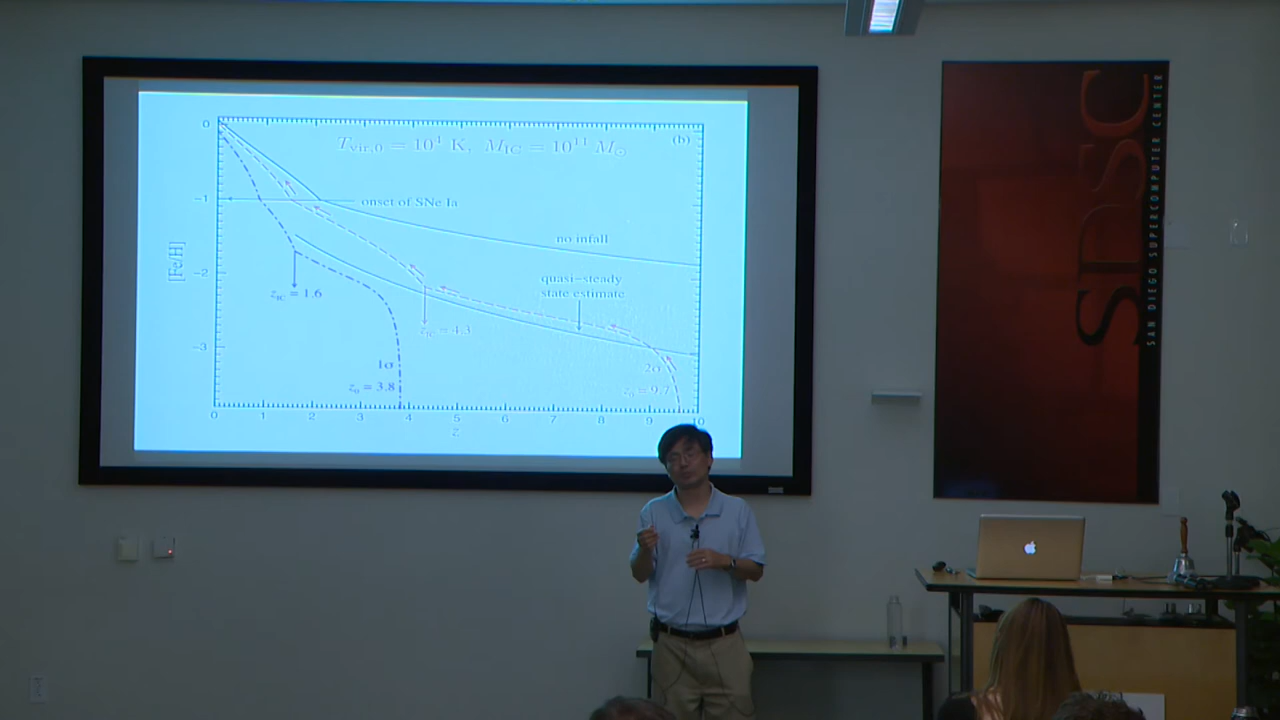 T_vir,0 = 10^4 K, M_IC = 10^11 M_⊙
(b)
0
onset of SNe Ia
-1
no infall
[Fe/H]
-2
quasi-steady
state estimate
z_IC = 1.6
z_IC = 4.3
-3
1σ
z_0 = 3.8
2σ
z_0 = 9.7
0 1 2 3 4 5 6 7 8 9 10
z
SDSC
SAN DIEGO SUPERCOMPUTER CENTER